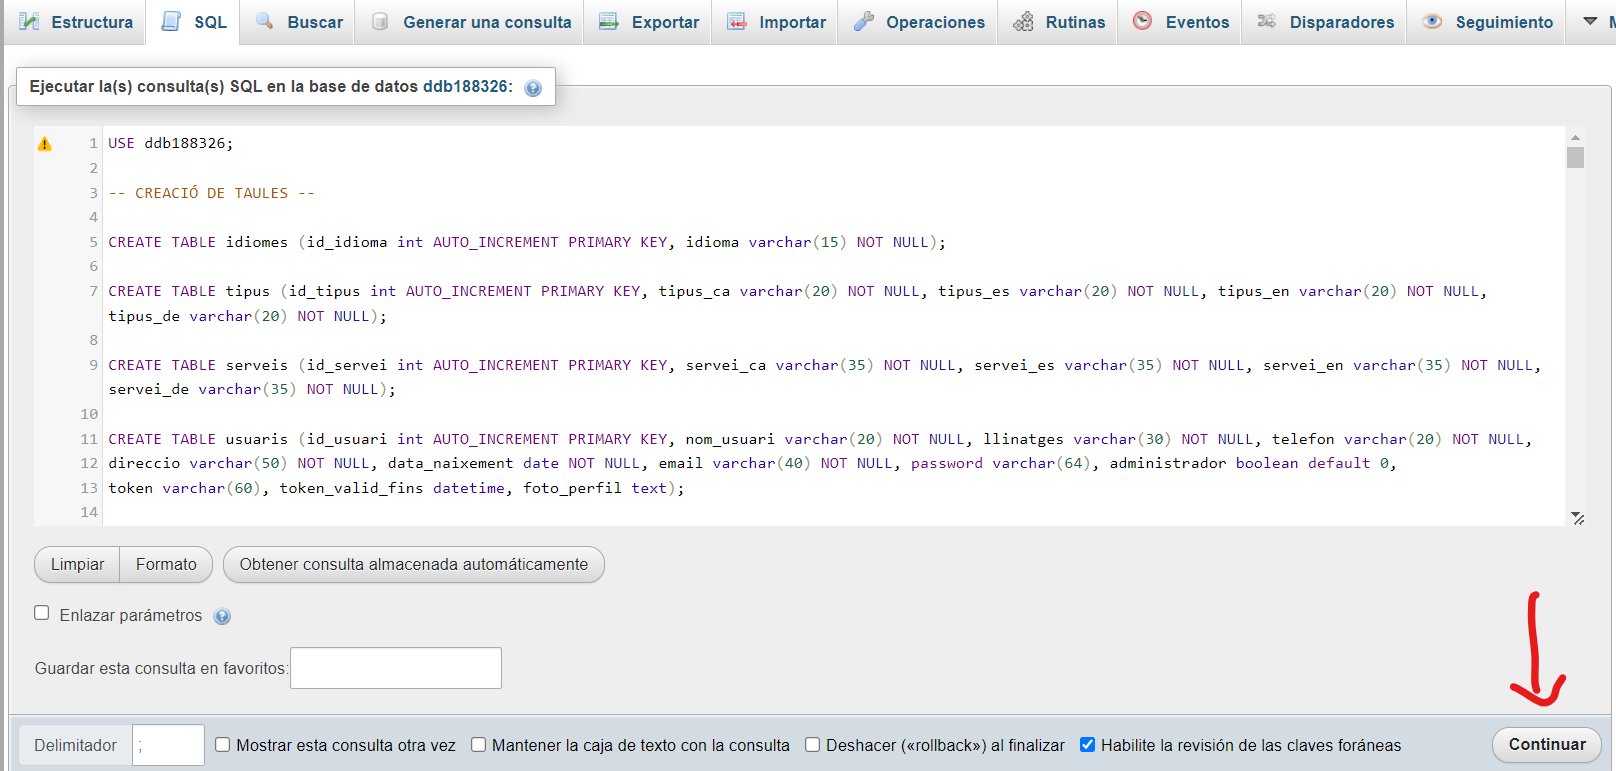 Estructura SQL Buscar Generar una consulta Exportar Importar Operaciones Rutinas Eventos Disparadores Seguimiento M
Ejecutar la(s) consulta(s) SQL en la base de datos ddb188326:
1 USE ddb188326;
2
3 -- CREACIÓ DE TAULES --
4
5 CREATE TABLE idiomes (id_idioma int AUTO_INCREMENT PRIMARY KEY, idioma varchar(15) NOT NULL);
6
7 CREATE TABLE tipus (id_tipus int AUTO_INCREMENT PRIMARY KEY, tipus_ca varchar(20) NOT NULL, tipus_es varchar(20) NOT NULL, tipus_en varchar(20) NOT NULL,
tipus_de varchar(20) NOT NULL);
8
9 CREATE TABLE serveis (id_servei int AUTO_INCREMENT PRIMARY KEY, servei_ca varchar(35) NOT NULL, servei_es varchar(35) NOT NULL, servei_en varchar(35) NOT NULL,
servei_de varchar(35) NOT NULL);
10
11 CREATE TABLE usuaris (id_usuari int AUTO_INCREMENT PRIMARY KEY, nom_usuari varchar(20) NOT NULL, llinatges varchar(30) NOT NULL, telefon varchar(20) NOT NULL,
12 direccio varchar(50) NOT NULL, data_naixement date NOT NULL, email varchar(40) NOT NULL, password varchar(64), administrador boolean default 0,
13 token varchar(60), token_valid_fins datetime, foto_perfil text);
14
Limpiar Formato Obtener consulta almacenada automáticamente
Enlazar parámetros
Guardar esta consulta en favoritos:
Delimitador ; Mostrar esta consulta otra vez Mantener la caja de texto con la consulta Deshacer («rollback») al finalizar Habilite la revisión de las claves foráneas Continuar